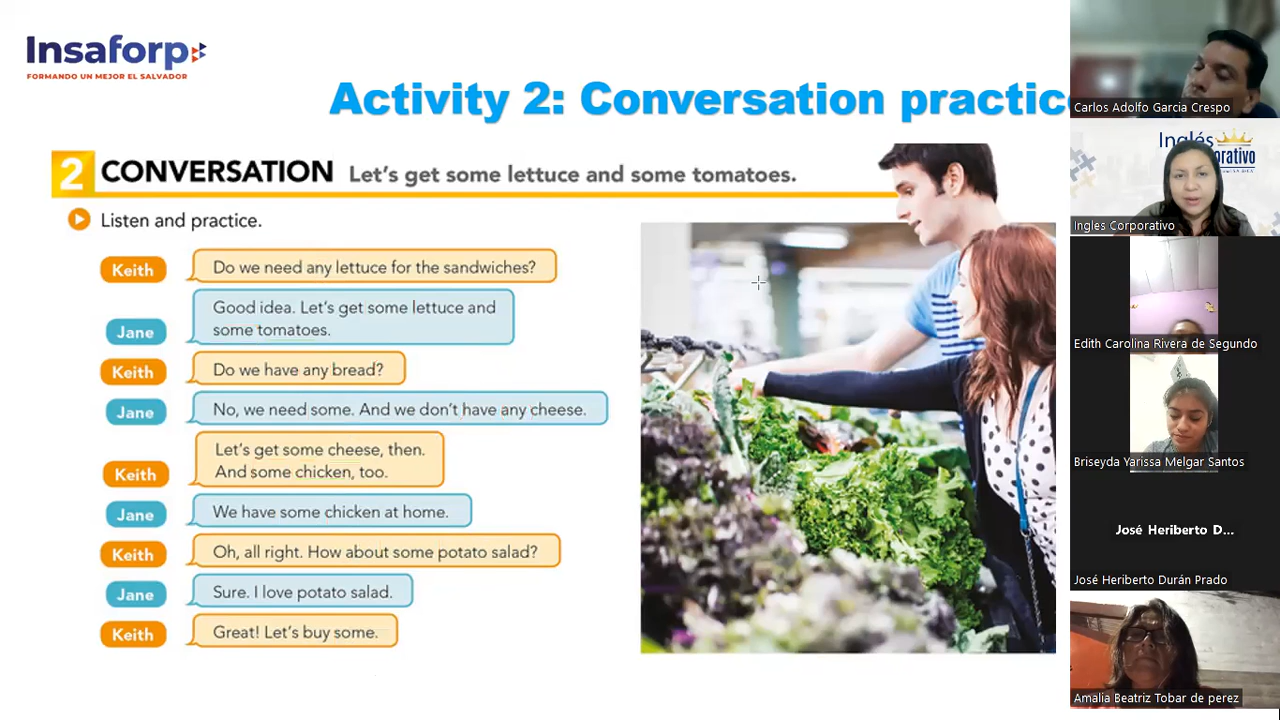 Insaforp
FORMANDO UN MEJOR EL SALVADOR
Activity 2: Conversation practic
2 CONVERSATION Let's get some lettuce and some tomatoes.
Listen and practice.
Keith Do we need any lettuce for the sandwiches?
Jane Good idea. Let's get some lettuce and
some tomatoes.
Keith Do we have any bread?
Jane No, we need some. And we don't have any cheese.
Keith Let's get some cheese, then.
And some chicken, too.
Jane We have some chicken at home.
Keith Oh, all right. How about some potato salad?
Jane Sure. I love potato salad.
Keith Great! Let's buy some.
Carlos Adolfo Garcia Crespo
Inglés
Ingles Corporativo
Edith Carolina Rivera de Segundo
Briseyda Yarissa Melgar Santos
José Heriberto D...
José Heriberto Durán Prado
Amalia Beatriz Tobar de perez